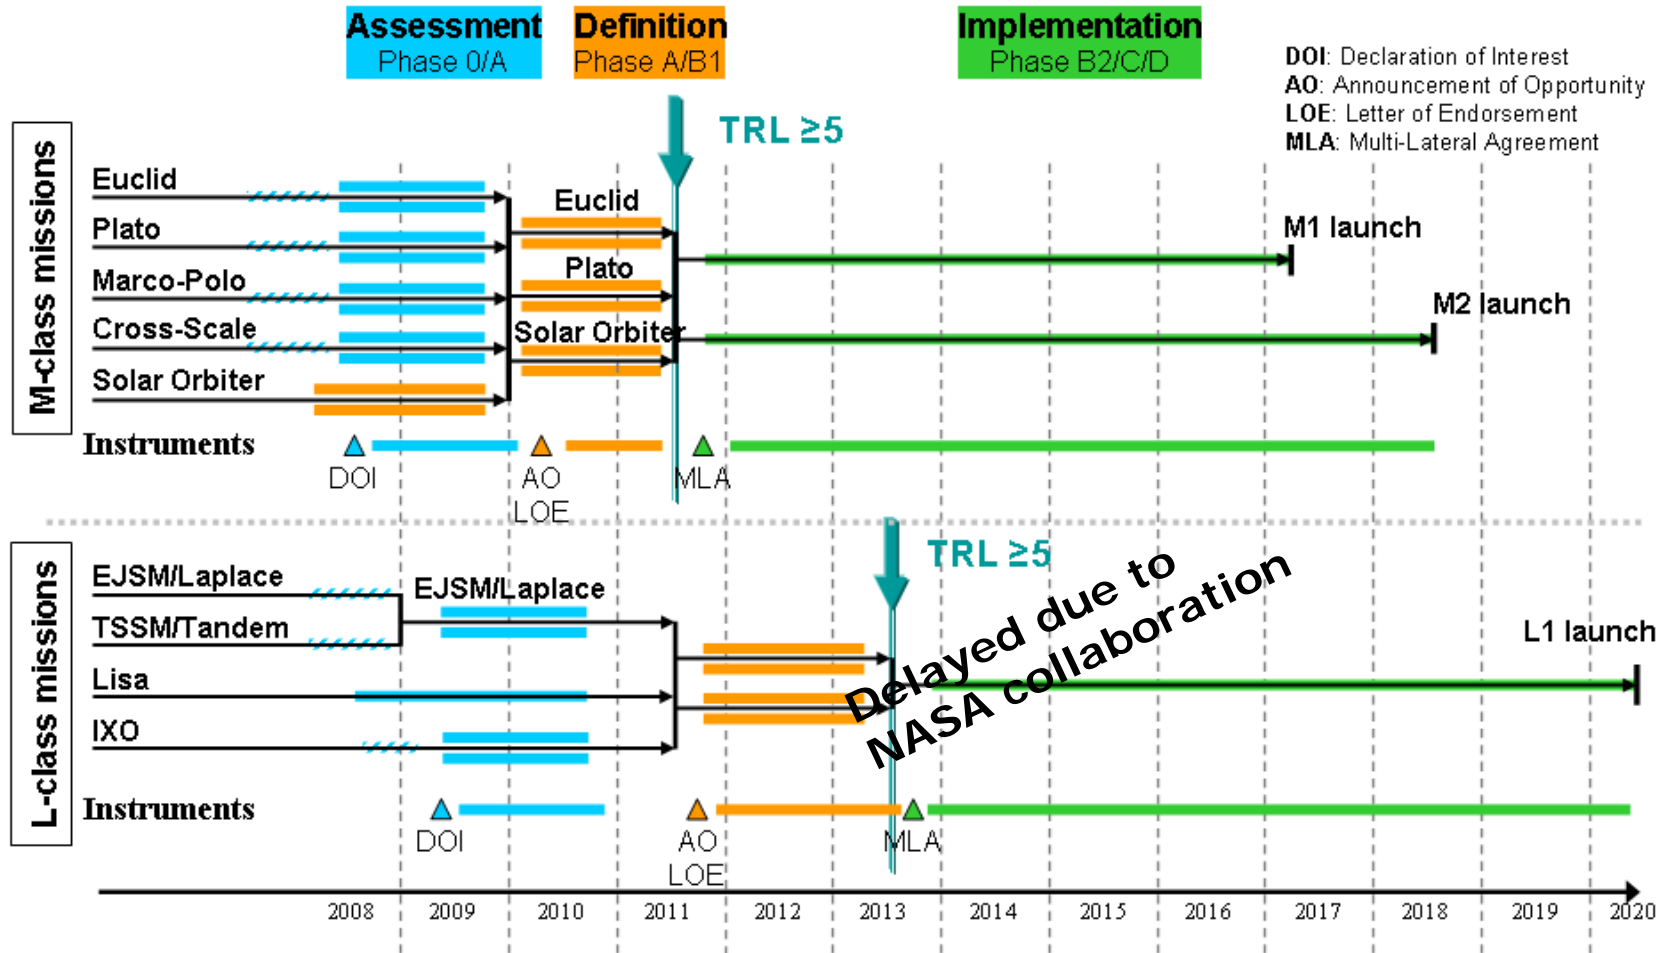 Assessment
Phase 0/A
Definition
Phase A/B1
Implementation
Phase B2/C/D
DOI: Declaration of Interest
AO: Announcement of Opportunity
LOE: Letter of Endorsement
MLA: Multi-Lateral Agreement
TRL ≥5
M-class missions
Euclid
Plato
Marco-Polo
Cross-Scale
Solar Orbiter
Euclid
Plato
Solar Orbiter
M1 launch
M2 launch
Instruments
DOI
AO
LOE
MLA
L-class missions
TRL ≥5
EJSM/Laplace
TSSM/Tandem
Lisa
IXO
EJSM/Laplace
Delayed due to
NASA collaboration
L1 launch
Instruments
DOI
AO
LOE
MLA
2008 2009 2010 2011 2012 2013 2014 2015 2016 2017 2018 2019 2020